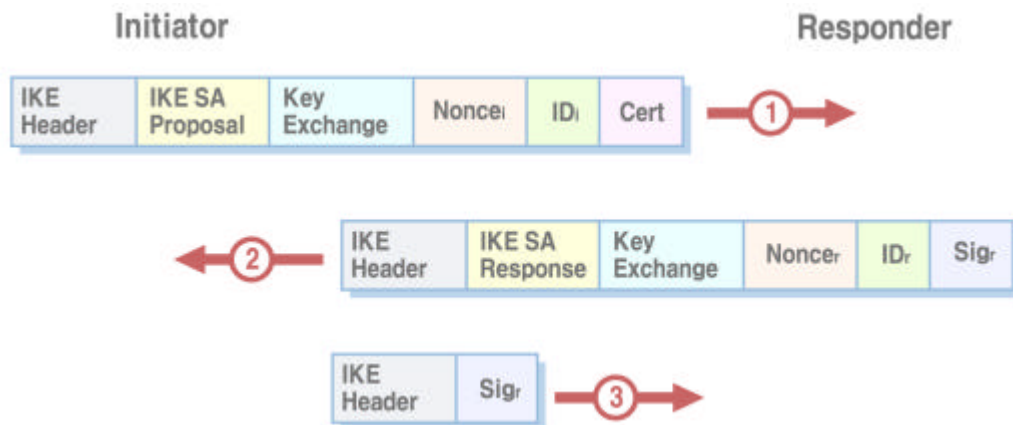 Initiator
Responder
IKE Header
IKE SA Proposal
Key Exchange
Noncei
IDi
Cert
1
2
IKE Header
IKE SA Response
Key Exchange
Noncer
IDr
Sigr
IKE Header
Sigr
3